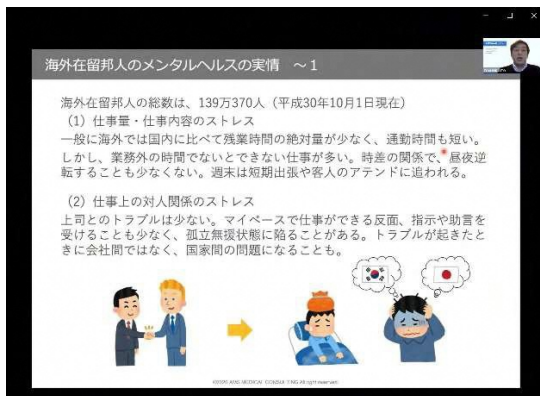 海外在留邦人のメンタルヘルスの実情　～１
海外在留邦人の総数は、139万370人（平成30年10月1日現在）
（1）仕事量・仕事内容のストレス
一般に海外では国内に比べて残業時間の絶対量が少なく、通勤時間も短い。
しかし、業務外の時間でないとできない仕事が多い。時差の関係で、昼夜逆
転することも少なくない。週末は短期出張や客人のアテンドに追われる。
（2）仕事上の対人関係のストレス
上司とのトラブルは少ない。マイペースで仕事ができる反面、指示や助言を
受けることも少なく、孤立無援状態に陥ることがある。トラブルが起きたと
きに会社間ではなく、国家間の問題になることも。
©2020 AMS MEDICAL CONSULTING All right reserved